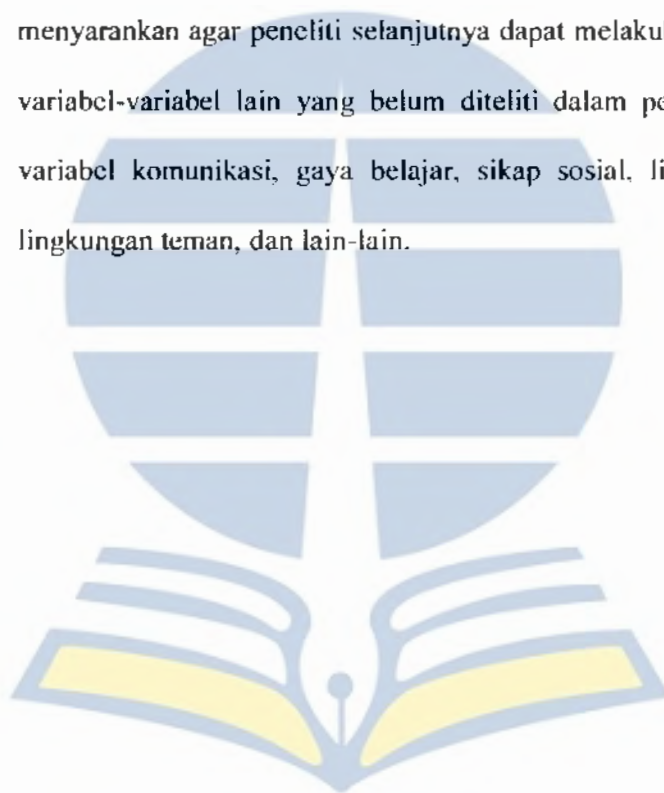 menyarankan agar peneliti selanjutnya dapat melaku
variabel-variabel lain yang belum diteliti dalam pe
variabel komunikasi, gaya belajar, sikap sosial, li
lingkungan teman, dan lain-lain.